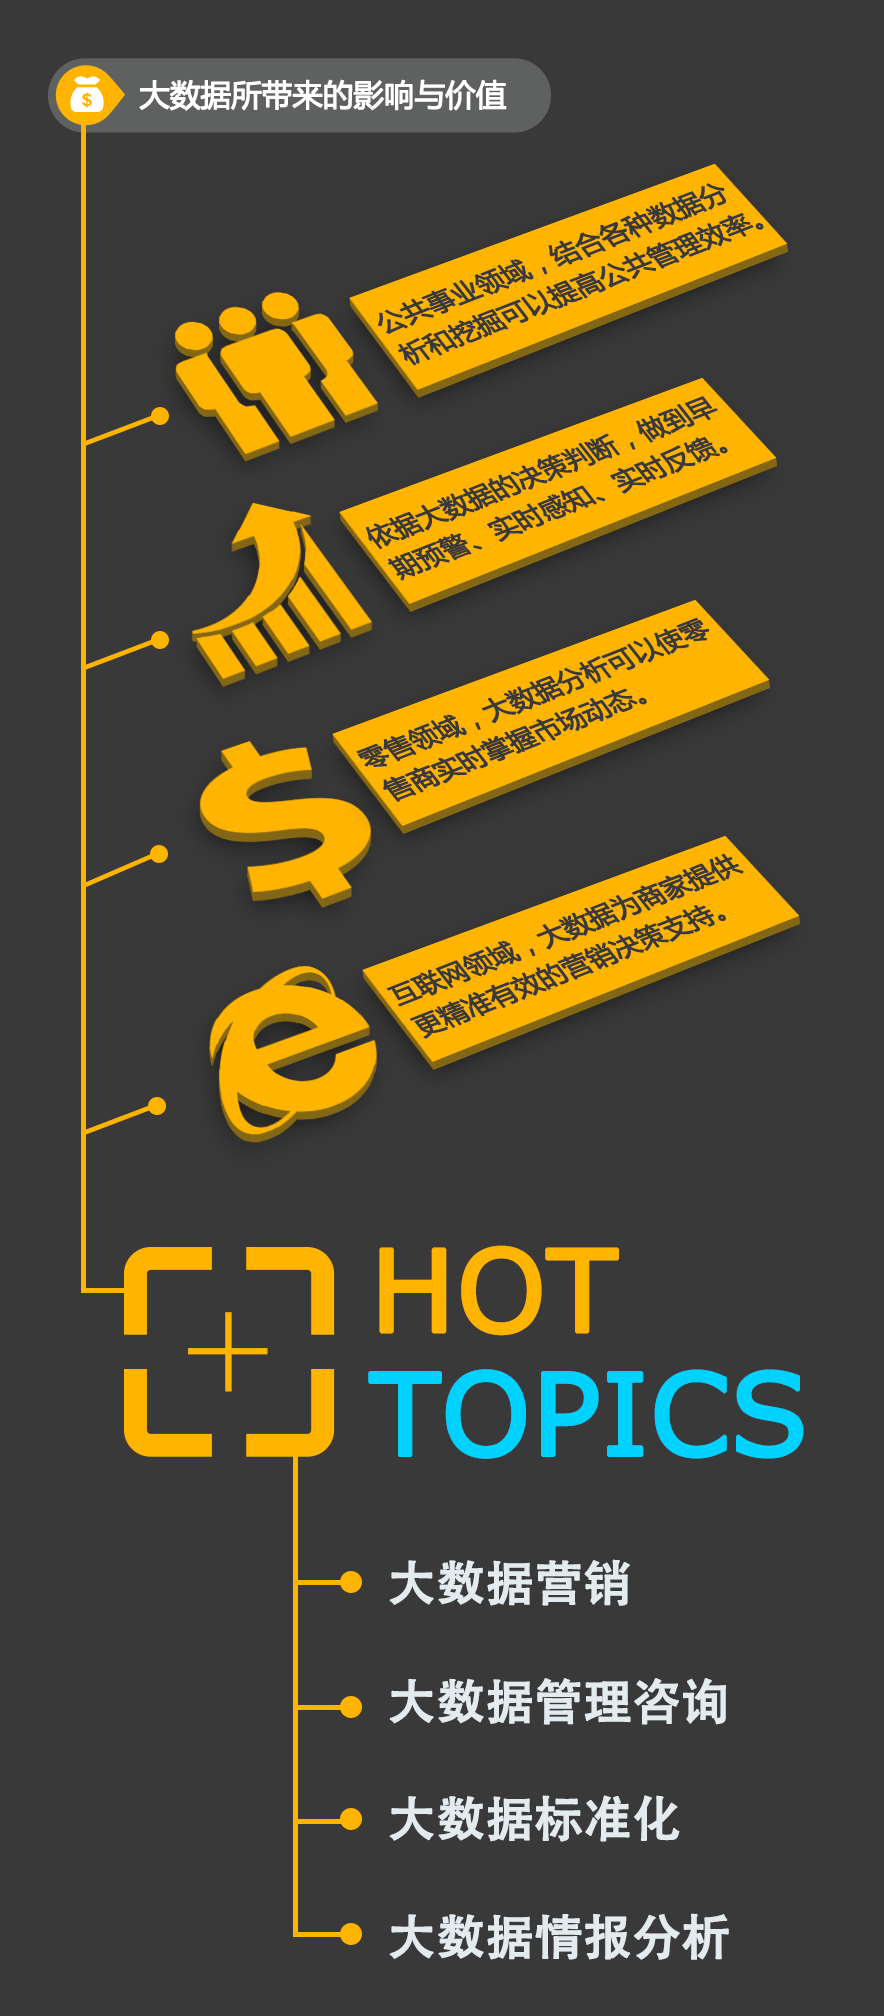 大数据所带来的影响与价值
公共事业领域，结合各种数据分
析和挖掘可以提高公共管理效率。
依据大数据的决策判断，做到早
期预警、实时感知、实时反馈。
零售领域，大数据分析可以使零
售商实时掌握市场动态。
互联网领域，大数据为商家提供
更精准有效的营销决策支持。
HOT
TOPICS
大数据营销
大数据管理咨询
大数据标准化
大数据情报分析